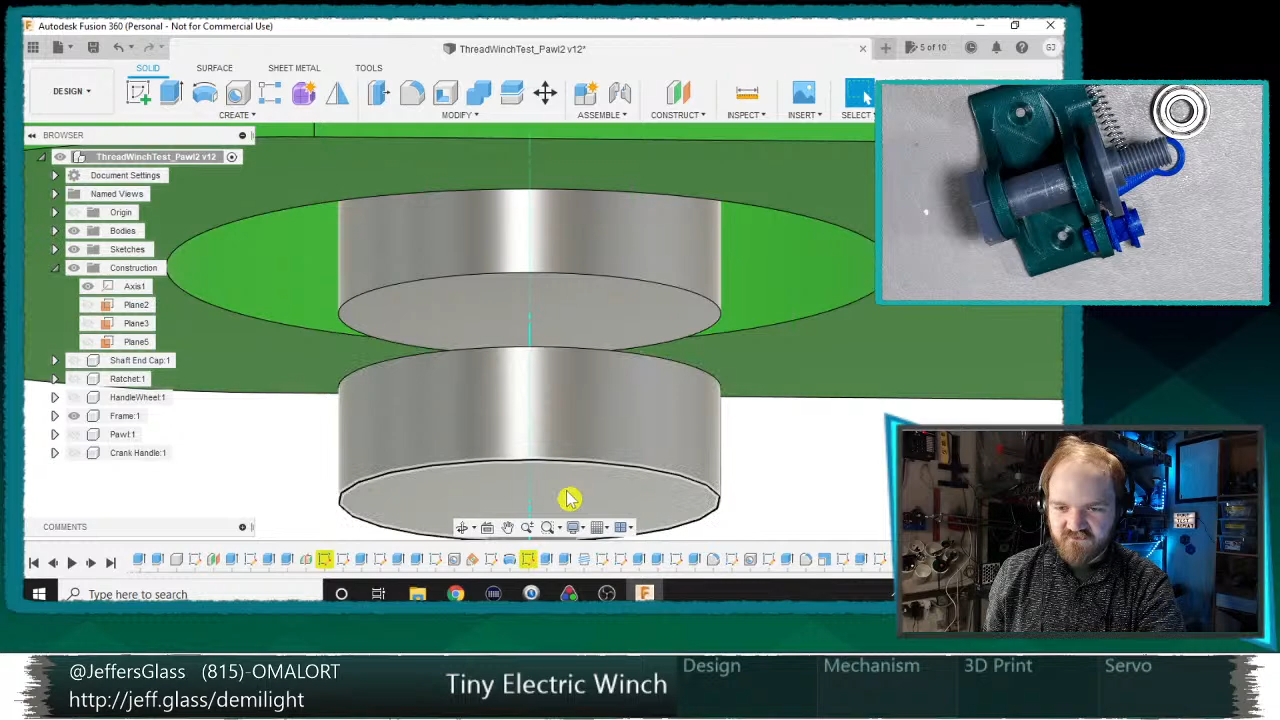 Autodesk Fusion 360 (Personal - Not for Commercial Use)
ThreadWinchTest_Pawl2 v12*
5 of 10
GJ
SOLID SURFACE SHEET METAL TOOLS
DESIGN
CREATE MODIFY ASSEMBLE CONSTRUCT INSPECT INSERT SELECT
BROWSER
ThreadWinchTest_Pawl2 v12
Document Settings
Named Views
Origin
Bodies
Sketches
Construction
Axis1
Plane2
Plane3
Plane5
Shaft End Cap:1
Ratchet:1
HandleWheel:1
Frame:1
Pawl:1
Crank Handle:1
COMMENTS
Type here to search
@JeffersGlass (815)-OMALORT
http://jeff.glass/demilight
Tiny Electric Winch
Design Mechanism 3D Print Servo